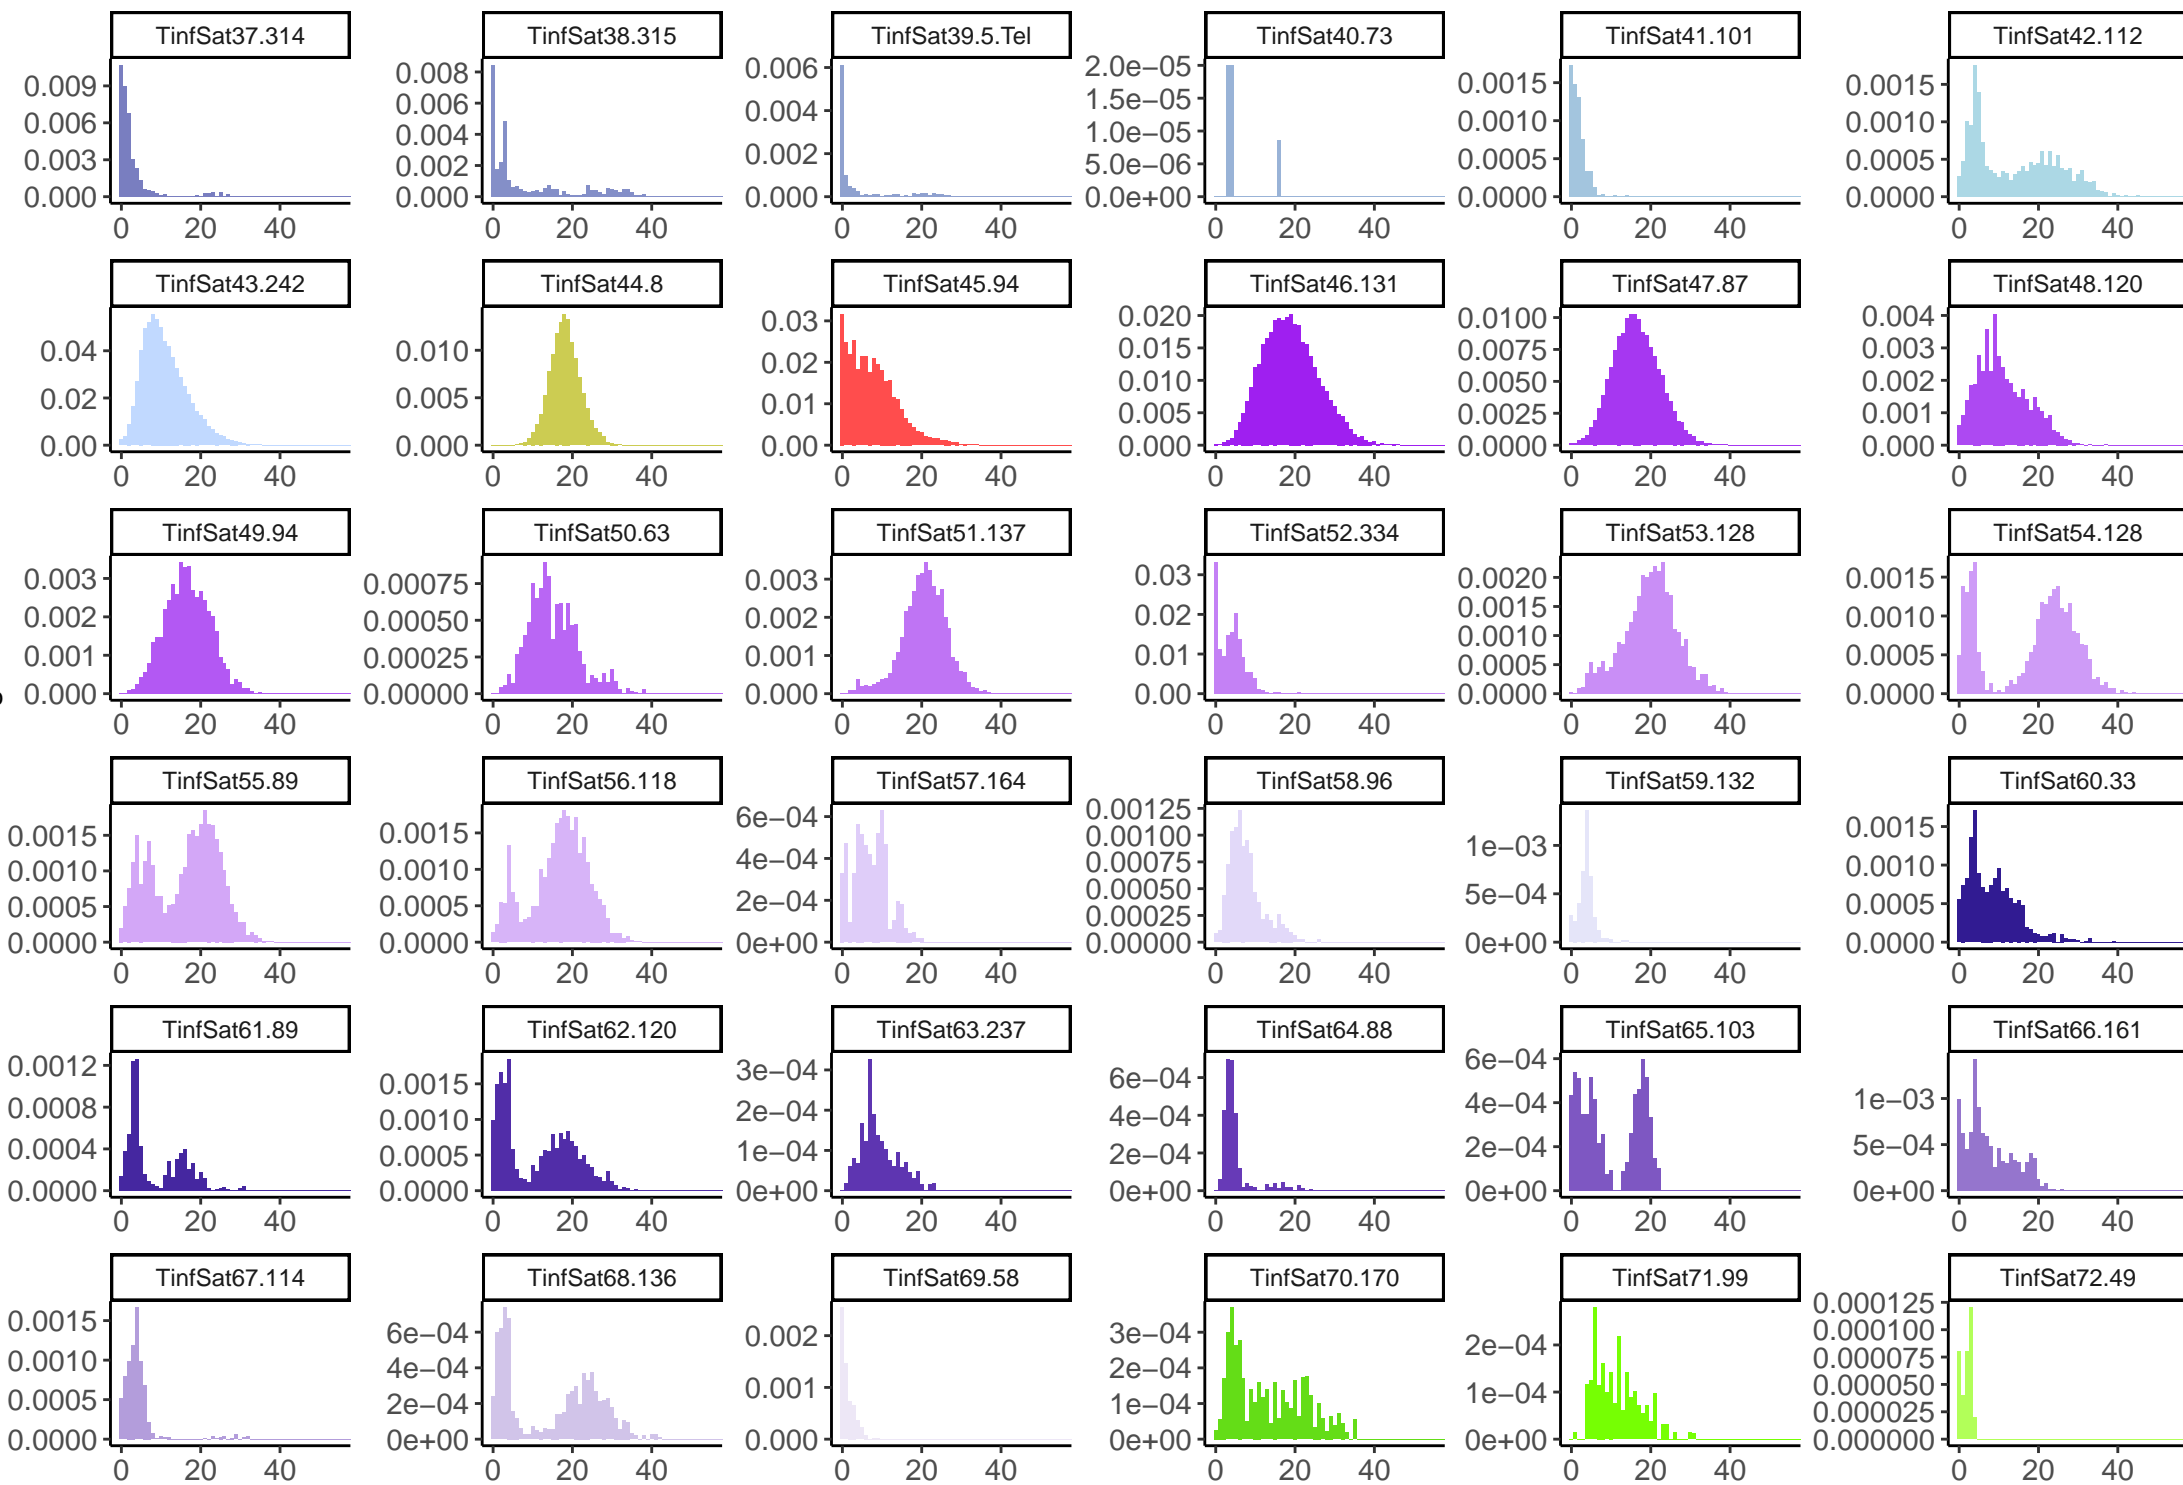 TinfSat37.314 TinfSat38.315 TinfSat39.5.Tel TinfSat40.73 TinfSat41.101 TinfSat42.112
0.009 0.006 0.003 0.000
0.008 0.006 0.004 0.002 0.000
0.006 0.004 0.002 0.000
2.0e−05 1.5e−05 1.0e−05 5.0e−06 0.0e+00
0.0015 0.0010 0.0005 0.0000
0.0015 0.0010 0.0005 0.0000
0 20 40 0 20 40 0 20 40 0 20 40 0 20 40 0 20 40
TinfSat43.242 TinfSat44.8 TinfSat45.94 TinfSat46.131 TinfSat47.87 TinfSat48.120
0.04 0.02 0.00
0.010 0.005 0.000
0.03 0.02 0.01 0.00
0.020 0.015 0.010 0.005 0.000
0.0100 0.0075 0.0050 0.0025 0.0000
0.004 0.003 0.002 0.001 0.000
0 20 40 0 20 40 0 20 40 0 20 40 0 20 40 0 20 40
TinfSat49.94 TinfSat50.63 TinfSat51.137 TinfSat52.334 TinfSat53.128 TinfSat54.128
0.003 0.002 0.001 0.000
0.00075 0.00050 0.00025 0.00000
0.003 0.002 0.001 0.000
0.03 0.02 0.01 0.00
0.0020 0.0015 0.0010 0.0005 0.0000
0.0015 0.0010 0.0005 0.0000
0 20 40 0 20 40 0 20 40 0 20 40 0 20 40 0 20 40
TinfSat55.89 TinfSat56.118 TinfSat57.164 TinfSat58.96 TinfSat59.132 TinfSat60.33
0.0015 0.0010 0.0005 0.0000
0.0015 0.0010 0.0005 0.0000
6e−04 4e−04 2e−04 0e+00
0.00125 0.00100 0.00075 0.00050 0.00025 0.00000
1e−03 5e−04 0e+00
0.0015 0.0010 0.0005 0.0000
0 20 40 0 20 40 0 20 40 0 20 40 0 20 40 0 20 40
TinfSat61.89 TinfSat62.120 TinfSat63.237 TinfSat64.88 TinfSat65.103 TinfSat66.161
0.0012 0.0008 0.0004 0.0000
0.0015 0.0010 0.0005 0.0000
3e−04 2e−04 1e−04 0e+00
6e−04 4e−04 2e−04 0e+00
6e−04 4e−04 2e−04 0e+00
1e−03 5e−04 0e+00
0 20 40 0 20 40 0 20 40 0 20 40 0 20 40 0 20 40
TinfSat67.114 TinfSat68.136 TinfSat69.58 TinfSat70.170 TinfSat71.99 TinfSat72.49
0.0015 0.0010 0.0005 0.0000
6e−04 4e−04 2e−04 0e+00
0.002 0.001 0.000
3e−04 2e−04 1e−04 0e+00
2e−04 1e−04 0e+00
0.000125 0.000100 0.000075 0.000050 0.000025 0.000000
0 20 40 0 20 40 0 20 40 0 20 40 0 20 40 0 20 40